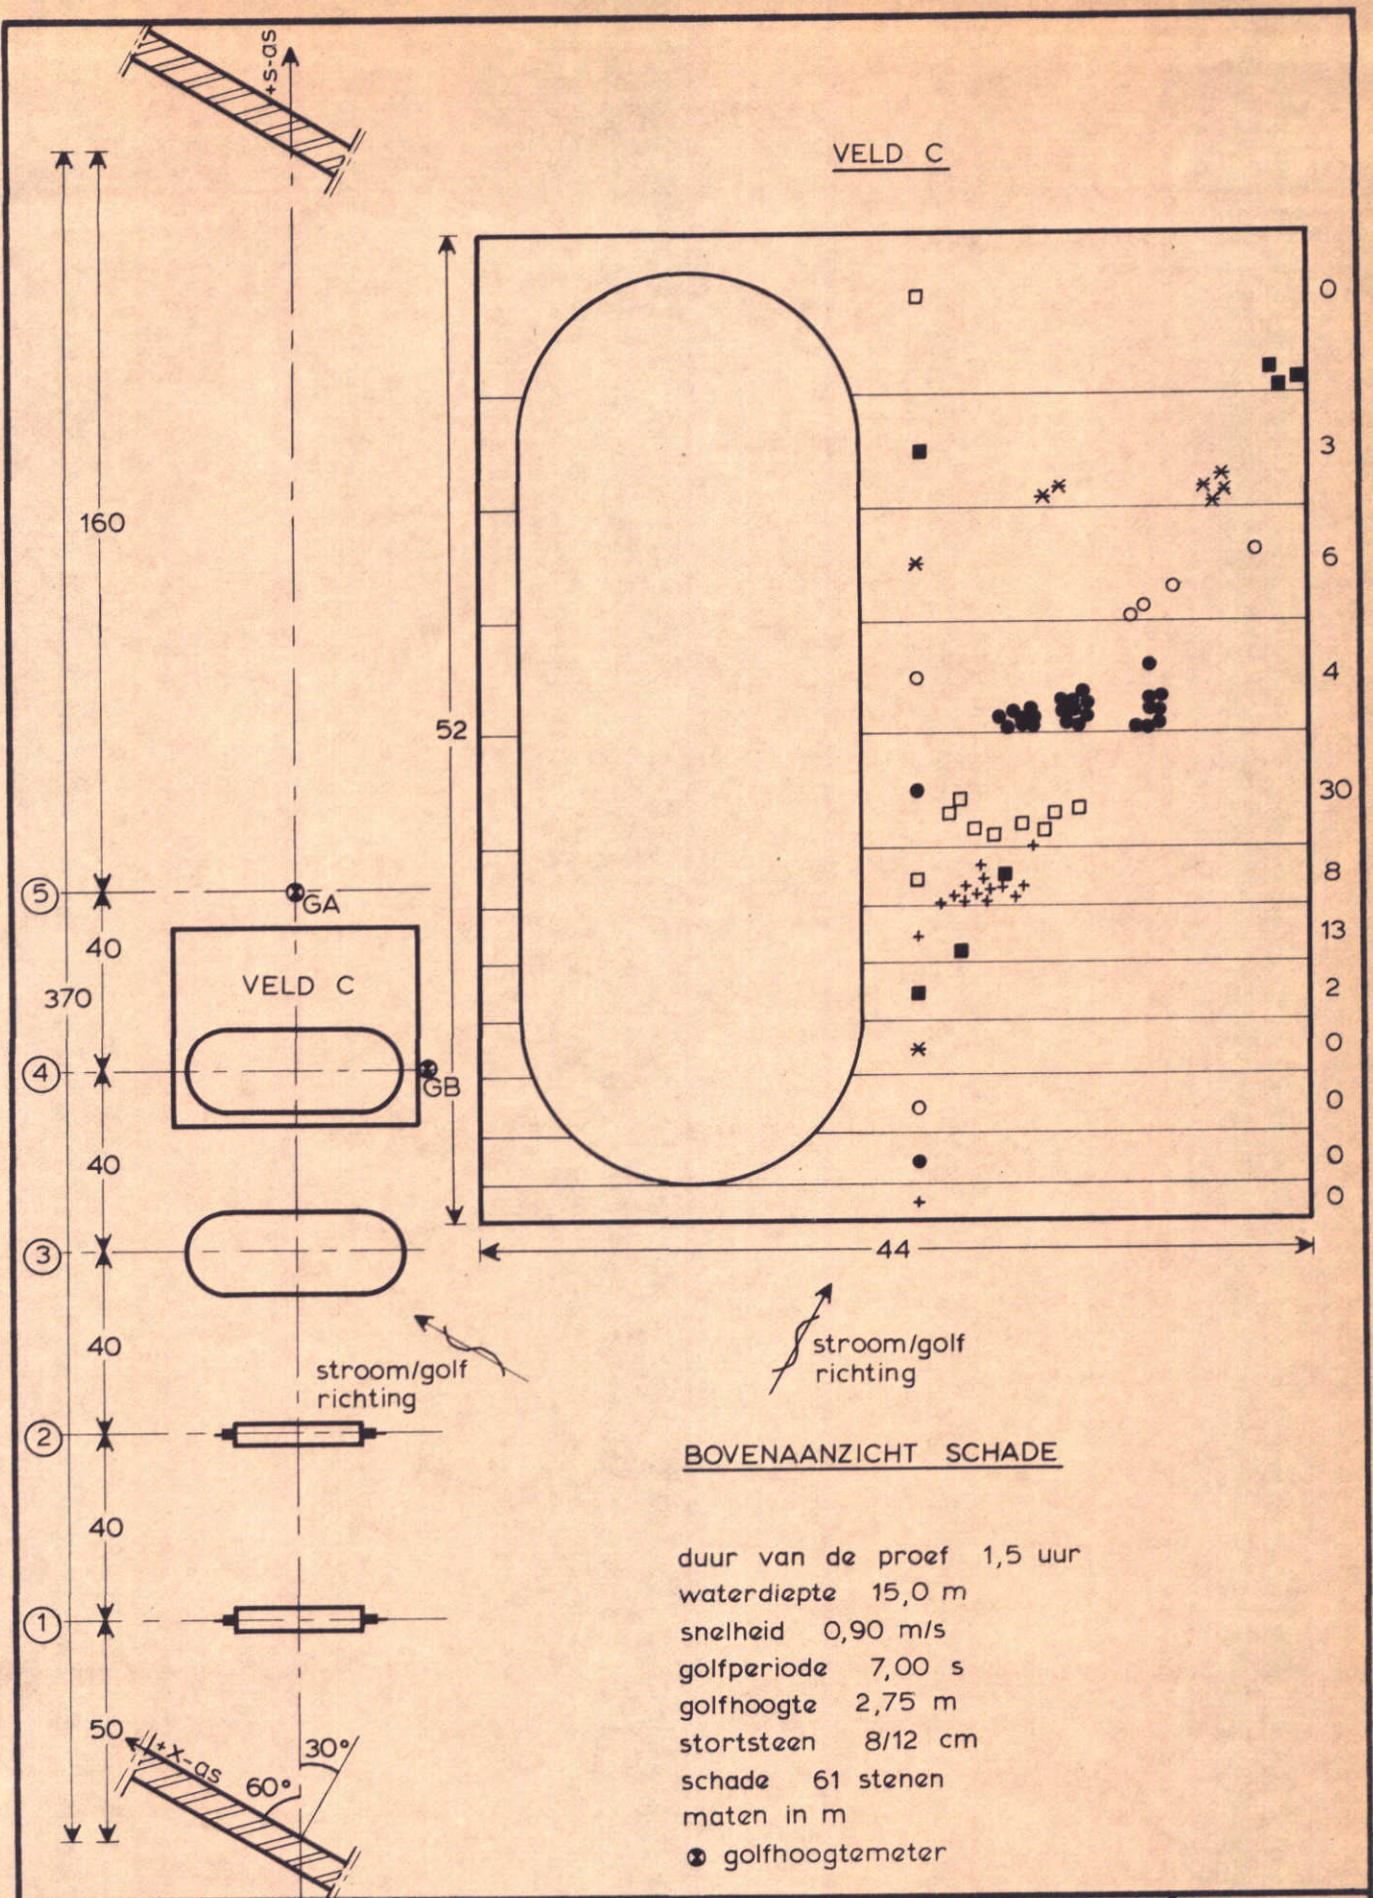 +s-as
VELD C
160
370
5
GA
40
VELD C
4
GB
40
3
40
stroom/golf
richting
2
40
1
50
+X-as
60°
30°
52
0
3
6
4
30
8
13
2
0
0
0
0
44
stroom/golf
richting
BOVENAANZICHT SCHADE
duur van de proef 1,5 uur
waterdiepte 15,0 m
snelheid 0,90 m/s
golfperiode 7,00 s
golfhoogte 2,75 m
stortsteen 8/12 cm
schade 61 stenen
maten in m
golfhoogtemeter